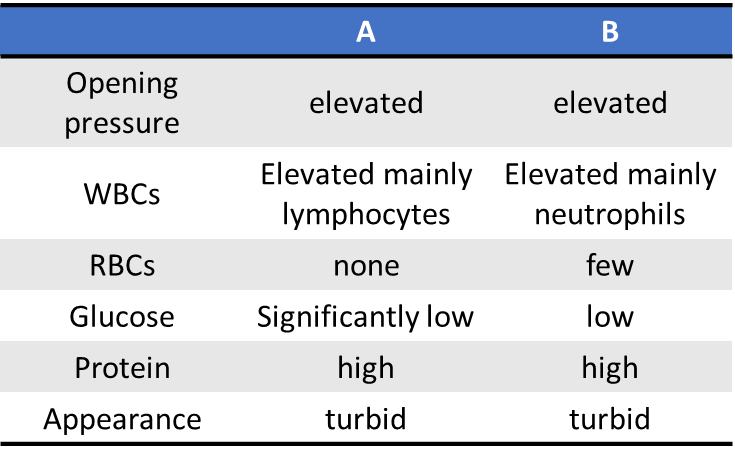 A B
Opening pressure elevated elevated
WBCs Elevated mainly lymphocytes Elevated mainly neutrophils
RBCs none few
Glucose Significantly low low
Protein high high
Appearance turbid turbid